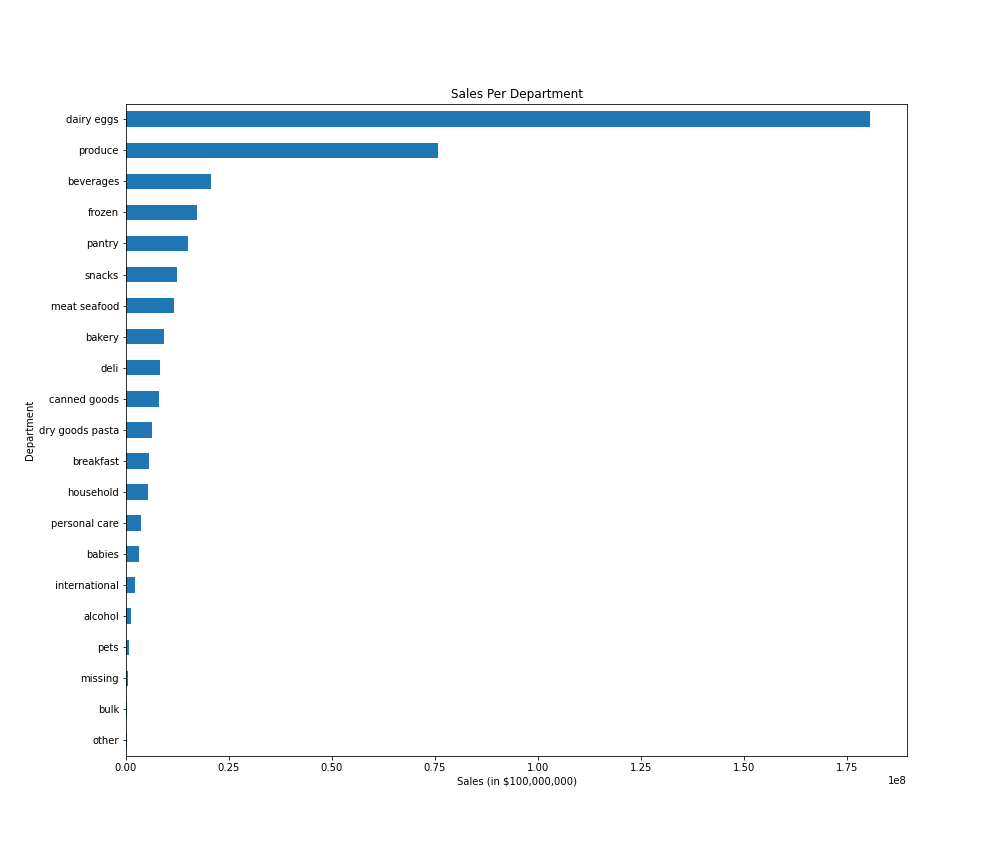 Sales Per Department
dairy eggs
produce
beverages
frozen
pantry
snacks
meat seafood
bakery
deli
canned goods
dry goods pasta
breakfast
household
personal care
babies
international
alcohol
pets
missing
bulk
other
Department
0.00 0.25 0.50 0.75 1.00 1.25 1.50 1.75
Sales (in $100,000,000)
1e8